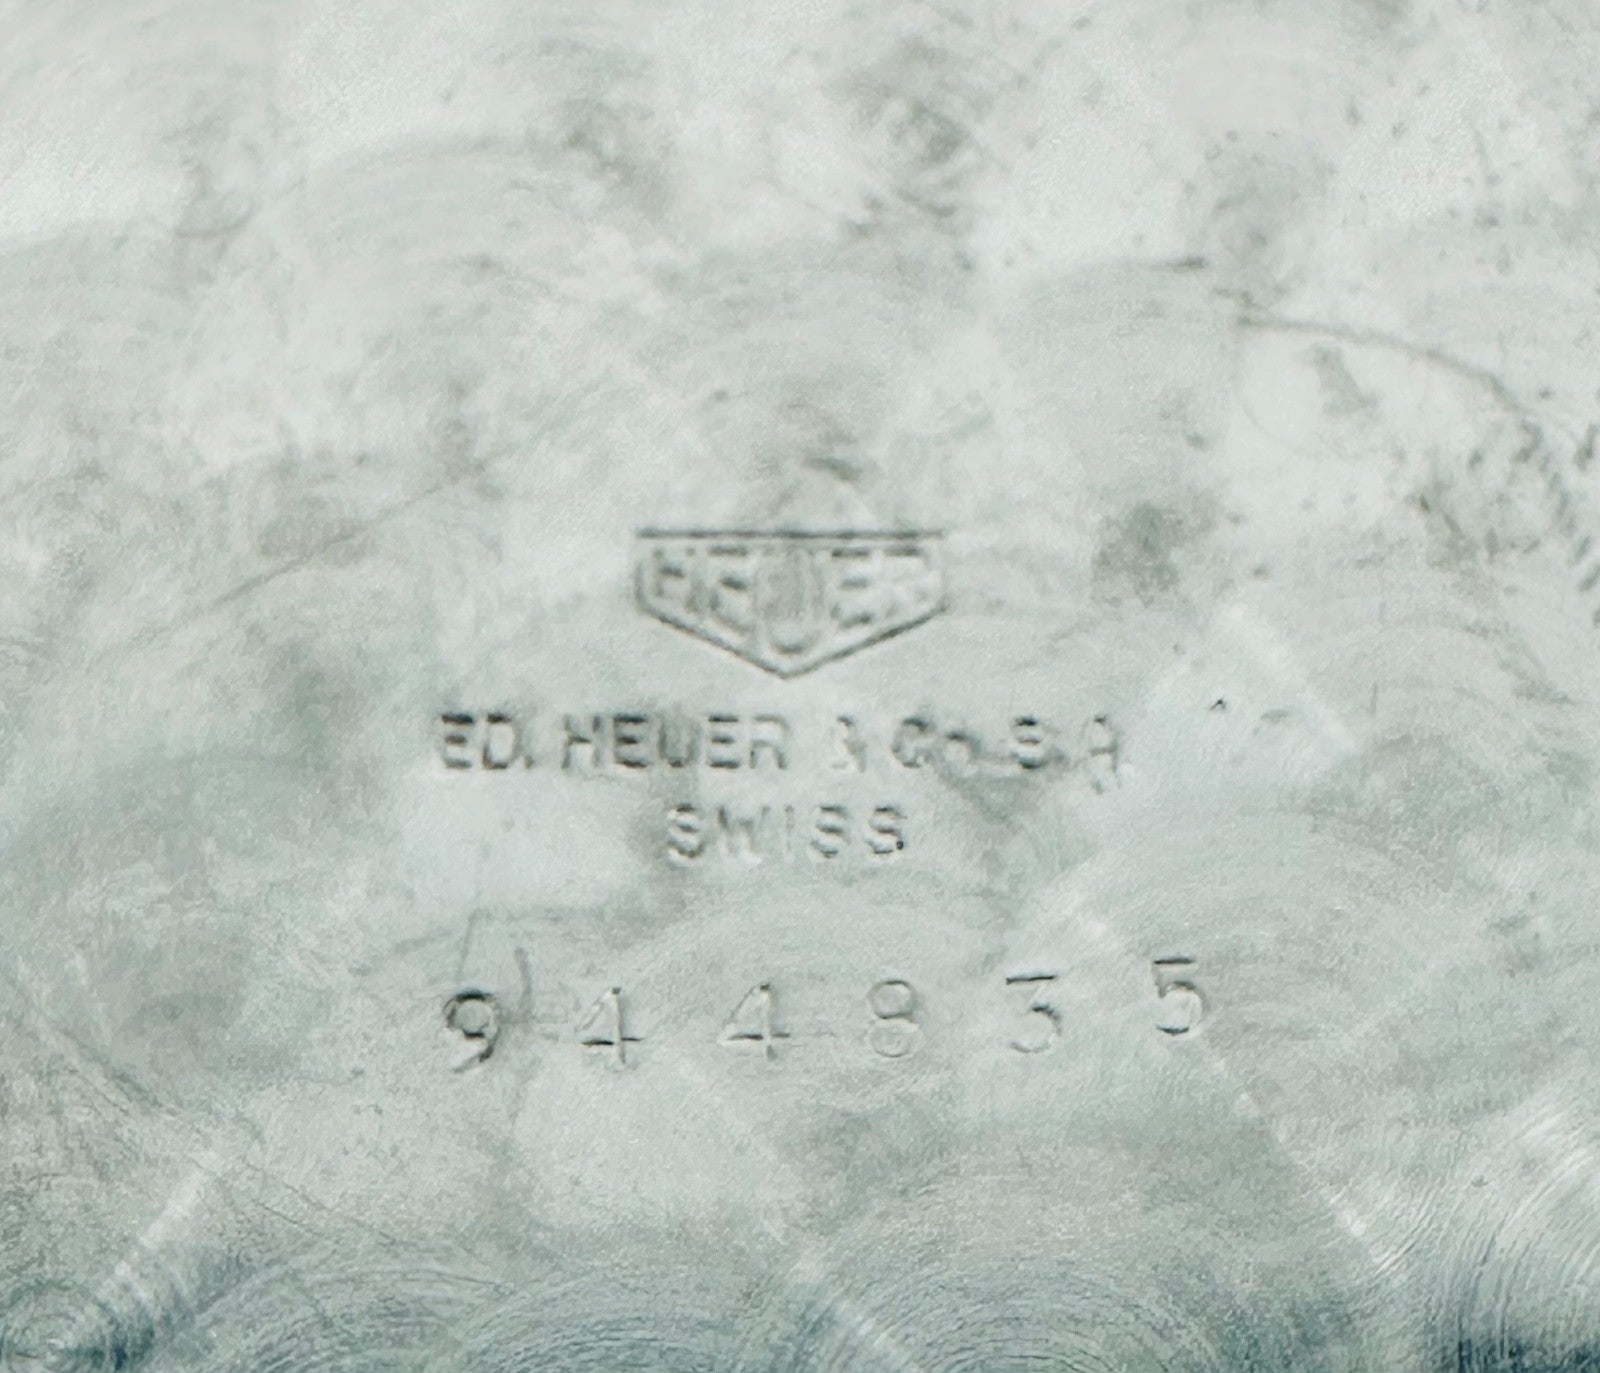 HEUER
ED. HEUER & Co. S.A
SWISS
944835